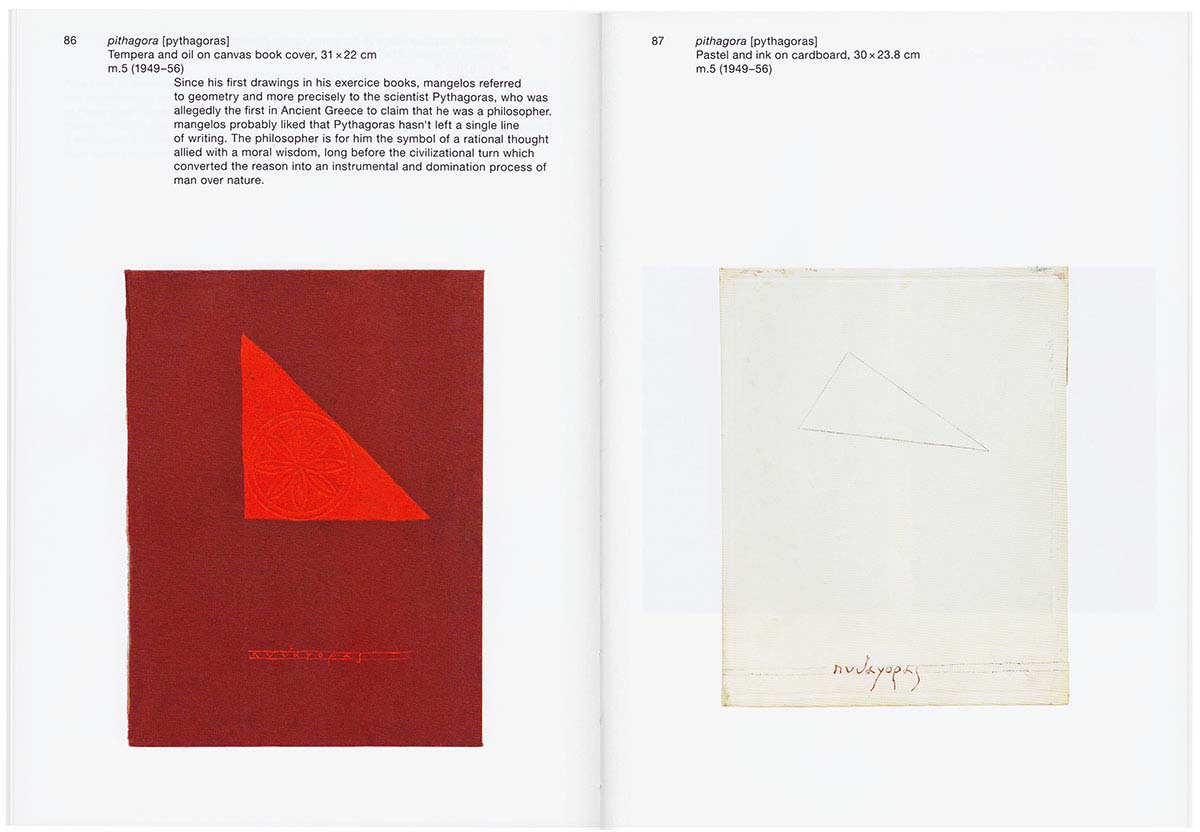 86
pithagora [pythagoras]
Tempera and oil on canvas book cover, 31 × 22 cm
m.5 (1949–56)
Since his first drawings in his exercice books, mangelos referred
to geometry and more precisely to the scientist Pythagoras, who was
allegedly the first in Ancient Greece to claim that he was a philosopher.
mangelos probably liked that Pythagoras hasn't left a single line
of writing. The philosopher is for him the symbol of a rational thought
allied with a moral wisdom, long before the civilizational turn which
converted the reason into an instrumental and domination process of
man over nature.
πυϑαγορας
87
pithagora [pythagoras]
Pastel and ink on cardboard, 30 × 23.8 cm
m.5 (1949–56)
πυϑαγορας